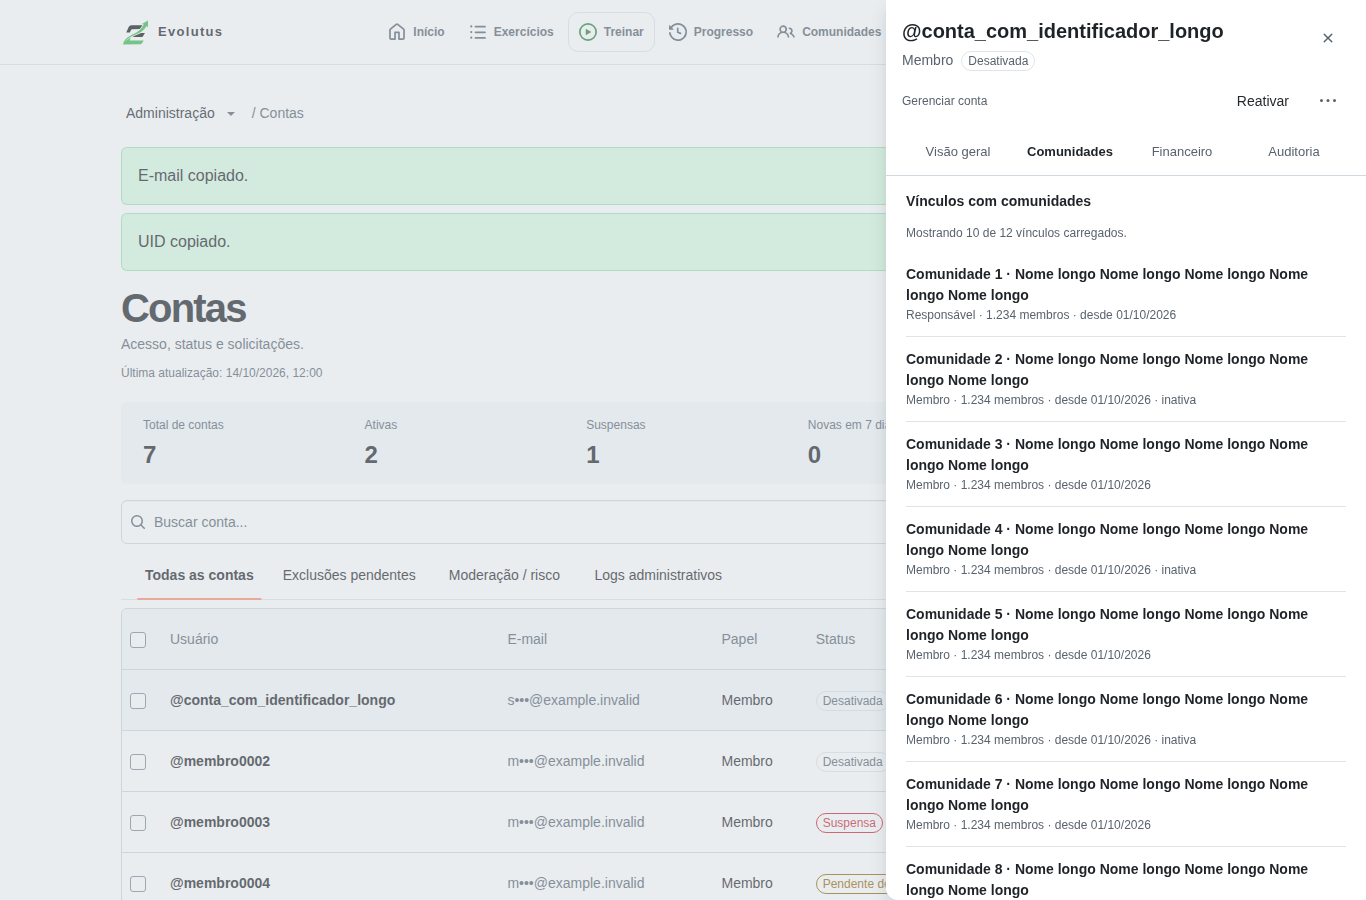 Evolutus
Início
Exercícios
Treinar
Progresso
Comunidades
Administração / Contas
E-mail copiado.
UID copiado.
Contas
Acesso, status e solicitações.
Última atualização: 14/10/2026, 12:00
Total de contas
7
Ativas
2
Suspensas
1
Novas em 7
0
Buscar conta...
Todas as contas
Exclusões pendentes
Moderação / risco
Logs administrativos
Usuário E-mail Papel Status
@conta_com_identificador_longo s•••@example.invalid Membro Desativada
@membro0002 m•••@example.invalid Membro Desativada
@membro0003 m•••@example.invalid Membro Suspensa
@membro0004 m•••@example.invalid Membro Pendente
@conta_com_identificador_longo
Membro Desativada
Gerenciar conta
Reativar
Visão geral
Comunidades
Financeiro
Auditoria
Vínculos com comunidades
Mostrando 10 de 12 vínculos carregados.
Comunidade 1 · Nome longo Nome longo Nome longo Nome
longo Nome longo
Responsável · 1.234 membros · desde 01/10/2026
Comunidade 2 · Nome longo Nome longo Nome longo Nome
longo Nome longo
Membro · 1.234 membros · desde 01/10/2026 · inativa
Comunidade 3 · Nome longo Nome longo Nome longo Nome
longo Nome longo
Membro · 1.234 membros · desde 01/10/2026
Comunidade 4 · Nome longo Nome longo Nome longo Nome
longo Nome longo
Membro · 1.234 membros · desde 01/10/2026 · inativa
Comunidade 5 · Nome longo Nome longo Nome longo Nome
longo Nome longo
Membro · 1.234 membros · desde 01/10/2026
Comunidade 6 · Nome longo Nome longo Nome longo Nome
longo Nome longo
Membro · 1.234 membros · desde 01/10/2026 · inativa
Comunidade 7 · Nome longo Nome longo Nome longo Nome
longo Nome longo
Membro · 1.234 membros · desde 01/10/2026
Comunidade 8 · Nome longo Nome longo Nome longo Nome
longo Nome longo